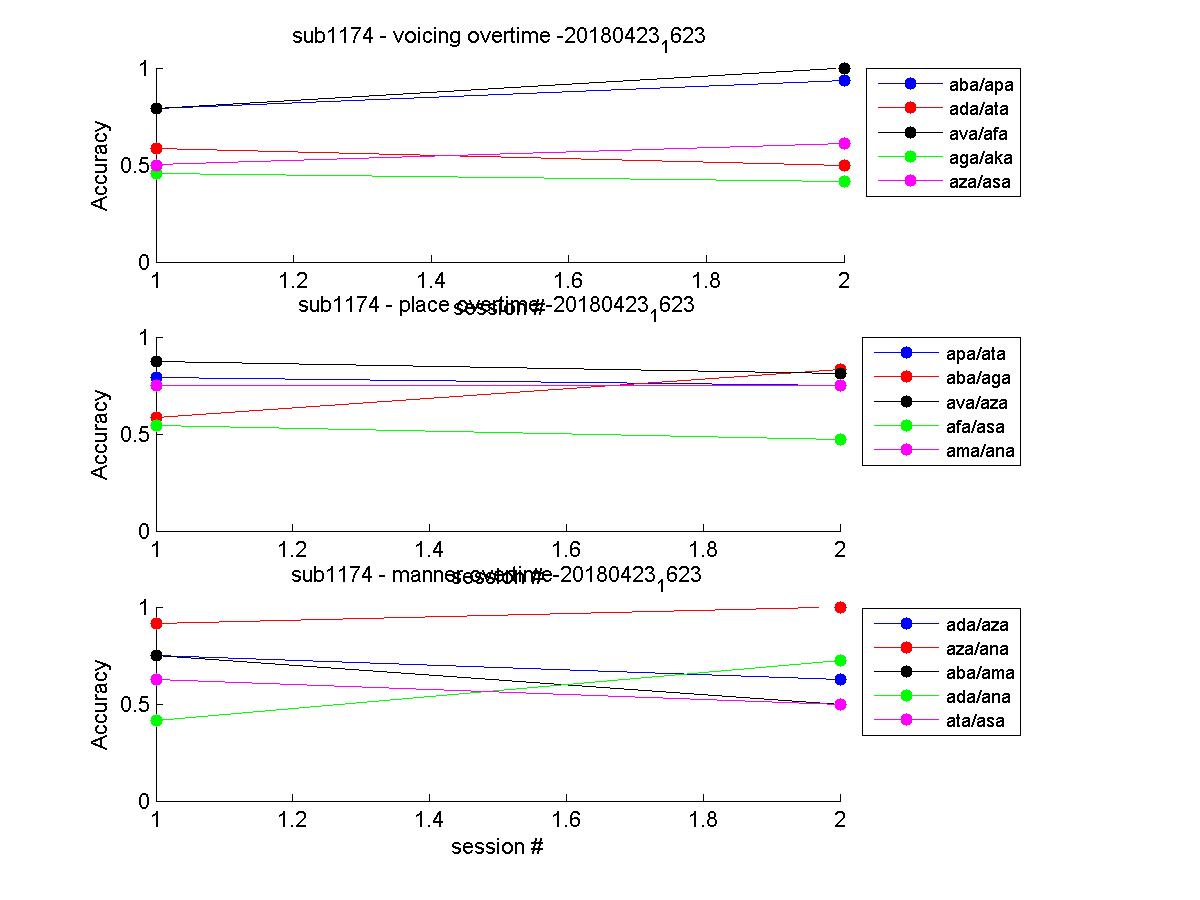 sub1174 - voicing overtime -20180423₁623
1
0.5
0
Accuracy
1 1.2 1.4 1.6 1.8 2
session #
aba/apa
ada/ata
ava/afa
aga/aka
aza/asa
sub1174 - place overtime -20180423₁623
1
0.5
0
Accuracy
1 1.2 1.4 1.6 1.8 2
session #
apa/ata
aba/aga
ava/aza
afa/asa
ama/ana
sub1174 - manner overtime -20180423₁623
1
0.5
0
Accuracy
1 1.2 1.4 1.6 1.8 2
session #
ada/aza
aza/ana
aba/ama
ada/ana
ata/asa